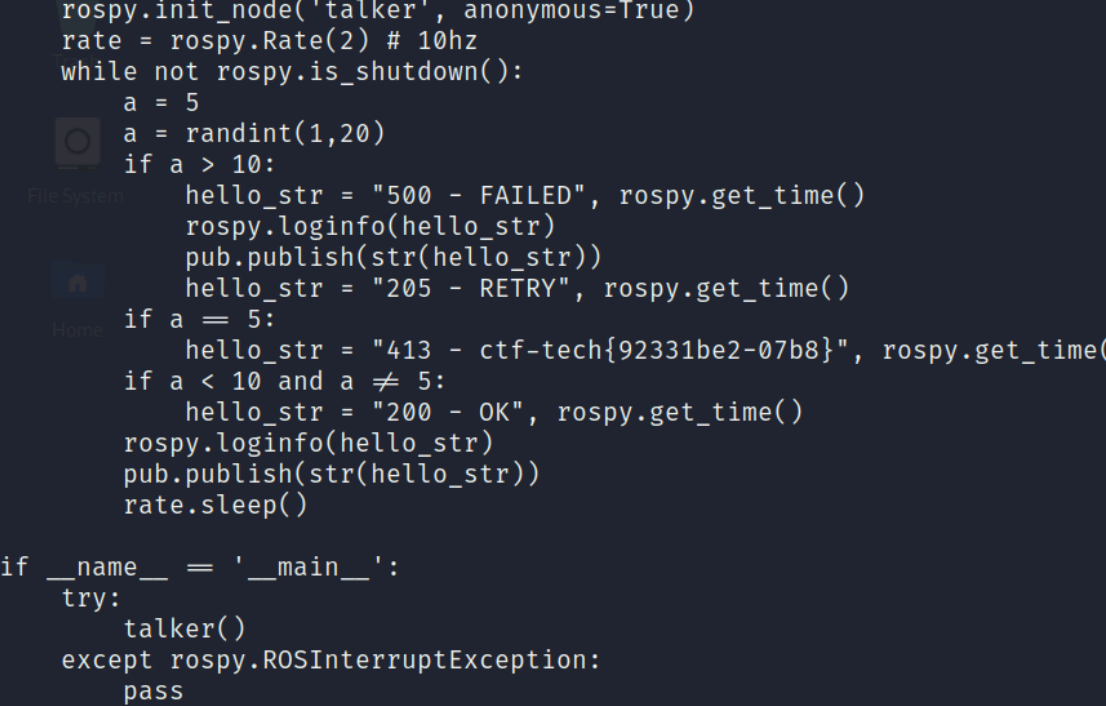 rospy.init_node('talker', anonymous=True)
    rate = rospy.Rate(2) # 10hz
    while not rospy.is_shutdown():
        a = 5
        a = randint(1,20)
        if a > 10:
            hello_str = "500 - FAILED", rospy.get_time()
            rospy.loginfo(hello_str)
            pub.publish(str(hello_str))
            hello_str = "205 - RETRY", rospy.get_time()
        if a == 5:
            hello_str = "413 - ctf-tech{92331be2-07b8}", rospy.get_time(
        if a < 10 and a != 5:
            hello_str = "200 - OK", rospy.get_time()
        rospy.loginfo(hello_str)
        pub.publish(str(hello_str))
        rate.sleep()

if __name__ == '__main__':
    try:
        talker()
    except rospy.ROSInterruptException:
        pass
File System
Home